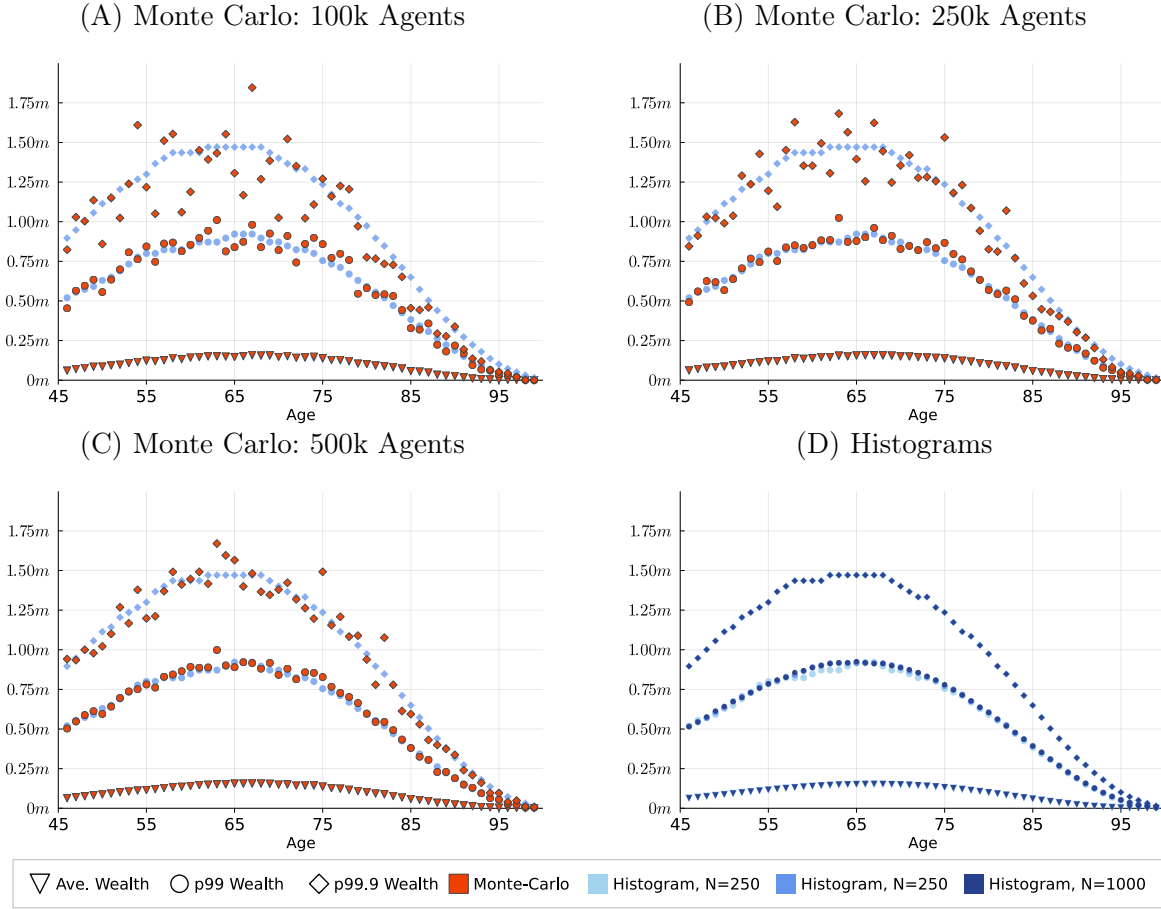 (A) Monte Carlo: 100k Agents
(B) Monte Carlo: 250k Agents
1.75m
1.50m
1.25m
1.00m
0.75m
0.50m
0.25m
0m
45 55 65 75 85 95
Age
1.75m
1.50m
1.25m
1.00m
0.75m
0.50m
0.25m
0m
45 55 65 75 85 95
Age
(C) Monte Carlo: 500k Agents
(D) Histograms
1.75m
1.50m
1.25m
1.00m
0.75m
0.50m
0.25m
0m
45 55 65 75 85 95
Age
1.75m
1.50m
1.25m
1.00m
0.75m
0.50m
0.25m
0m
45 55 65 75 85 95
Age
Ave. Wealth p99 Wealth p99.9 Wealth Monte-Carlo Histogram, N=250 Histogram, N=250 Histogram, N=1000